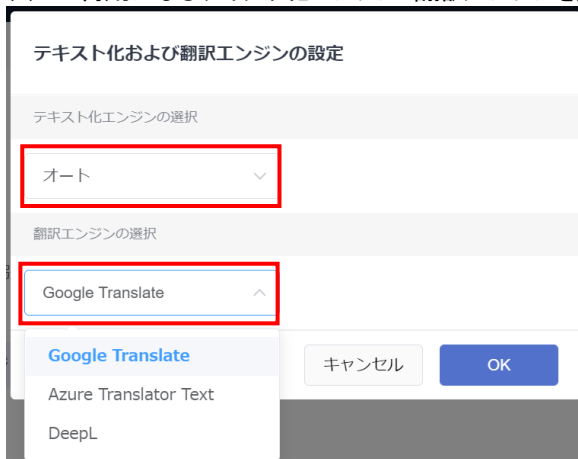 テキスト化および翻訳エンジンの設定
テキスト化エンジンの選択
オート
翻訳エンジンの選択
Google Translate
Google Translate
キャンセル
OK
Azure Translator Text
DeepL